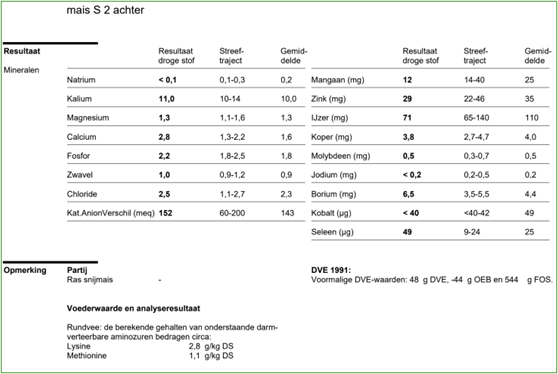 mais S 2 achter
Resultaat Resultaat Streef- Gemid- Resultaat Streef- Gemid-
droge stof traject delde droge stof traject delde
Mineralen
Natrium < 0,1 0,1-0,3 0,2 Mangaan (mg) 12 14-40 25
Kalium 11,0 10-14 10,0 Zink (mg) 29 22-46 35
Magnesium 1,3 1,1-1,6 1,3 IJzer (mg) 71 65-140 110
Calcium 2,8 1,3-2,2 1,6 Koper (mg) 3,8 2,7-4,7 4,0
Fosfor 2,2 1,8-2,5 1,8 Molybdeen (mg) 0,5 0,3-0,7 0,5
Zwavel 1,0 0,9-1,2 0,9 Jodium (mg) < 0,2 0,2-0,5 0,2
Chloride 2,5 1,1-2,7 2,3 Borium (mg) 6,5 3,5-5,5 4,4
Kat.AnionVerschil (meq) 152 60-200 143 Kobalt (µg) < 40 <40-42 49
Seleen (µg) 49 9-24 25
Opmerking Partij DVE 1991:
Ras snijmais - Voormalige DVE-waarden: 48 g DVE, -44 g OEB en 544 g FOS.
Voederwaarde en analyseresultaat
Rundvee: de berekende gehalten van onderstaande darm-
verteerbare aminozuren bedragen circa:
Lysine 2,8 g/kg DS
Methionine 1,1 g/kg DS